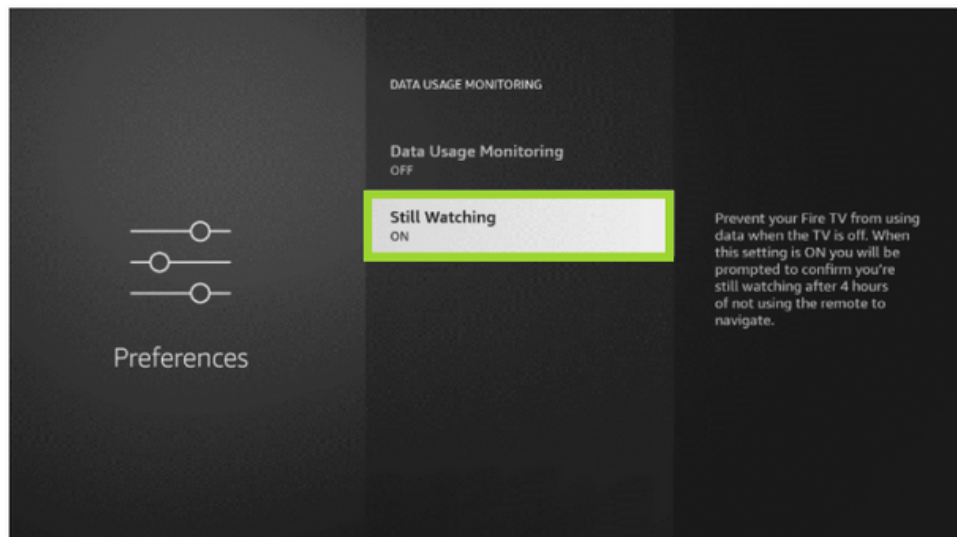 Preferences
DATA USAGE MONITORING
Data Usage Monitoring
OFF
Still Watching
ON
Prevent your Fire TV from using
data when the TV is off. When
this setting is ON you will be
prompted to confirm you're
still watching after 4 hours
of not using the remote to
navigate.